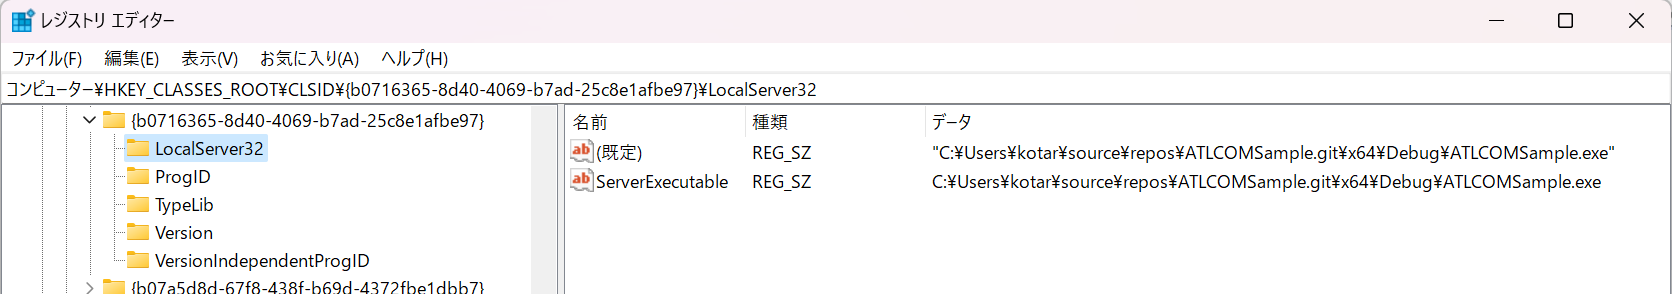 レジストリ エディター
ファイル(F) 編集(E) 表示(V) お気に入り(A) ヘルプ(H)
コンピューター¥HKEY_CLASSES_ROOT¥CLSID¥{b0716365-8d40-4069-b7ad-25c8e1afbe97}¥LocalServer32
{b0716365-8d40-4069-b7ad-25c8e1afbe97}
LocalServer32
ProgID
TypeLib
Version
VersionIndependentProgID
{b07a5d8d-67f8-438f-b69d-4372fbe1dbb7}
名前 種類 データ
ab (既定) REG_SZ "C:¥Users¥kotar¥source¥repos¥ATLCOMSample.git¥x64¥Debug¥ATLCOMSample.exe"
ab ServerExecutable REG_SZ C:¥Users¥kotar¥source¥repos¥ATLCOMSample.git¥x64¥Debug¥ATLCOMSample.exe